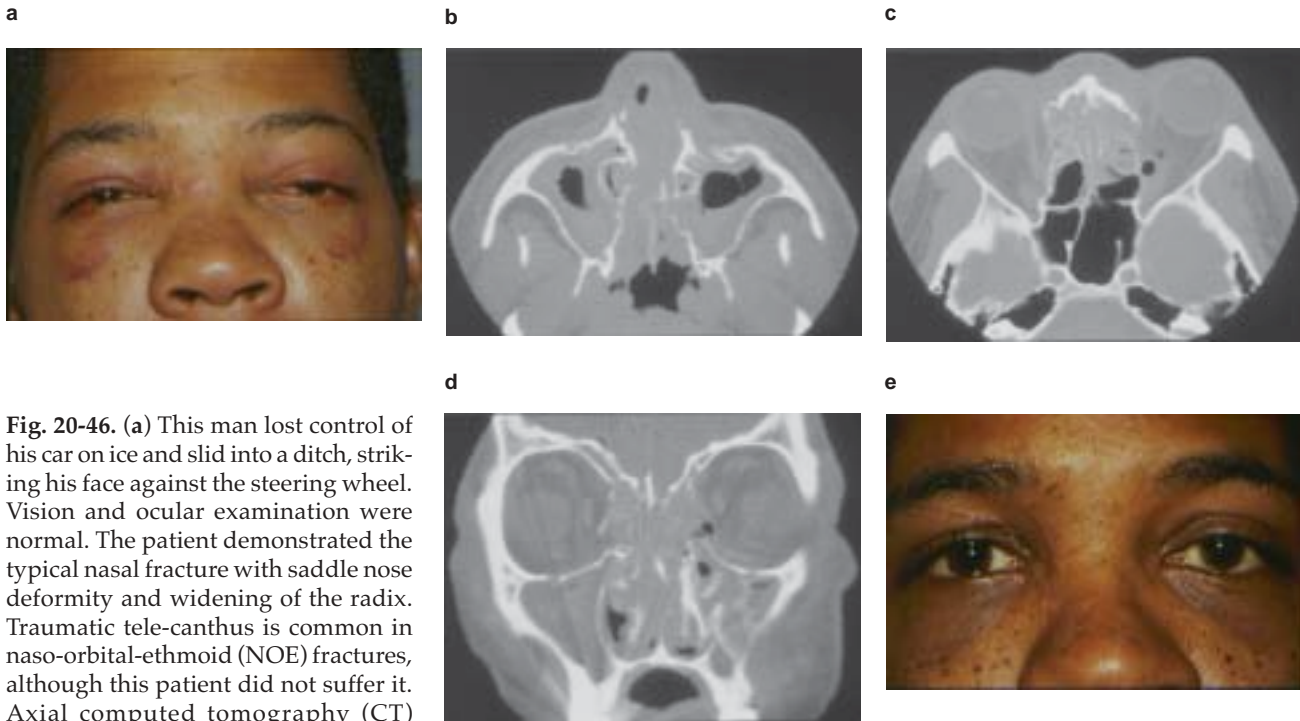 a
b
c
d
e
Fig. 20-46. (a) This man lost control of
his car on ice and slid into a ditch, strik-
ing his face against the steering wheel.
Vision and ocular examination were
normal. The patient demonstrated the
typical nasal fracture with saddle nose
deformity and widening of the radix.
Traumatic tele-canthus is common in
naso-orbital-ethmoid (NOE) fractures,
although this patient did not suffer it.
Axial computed tomography (CT)